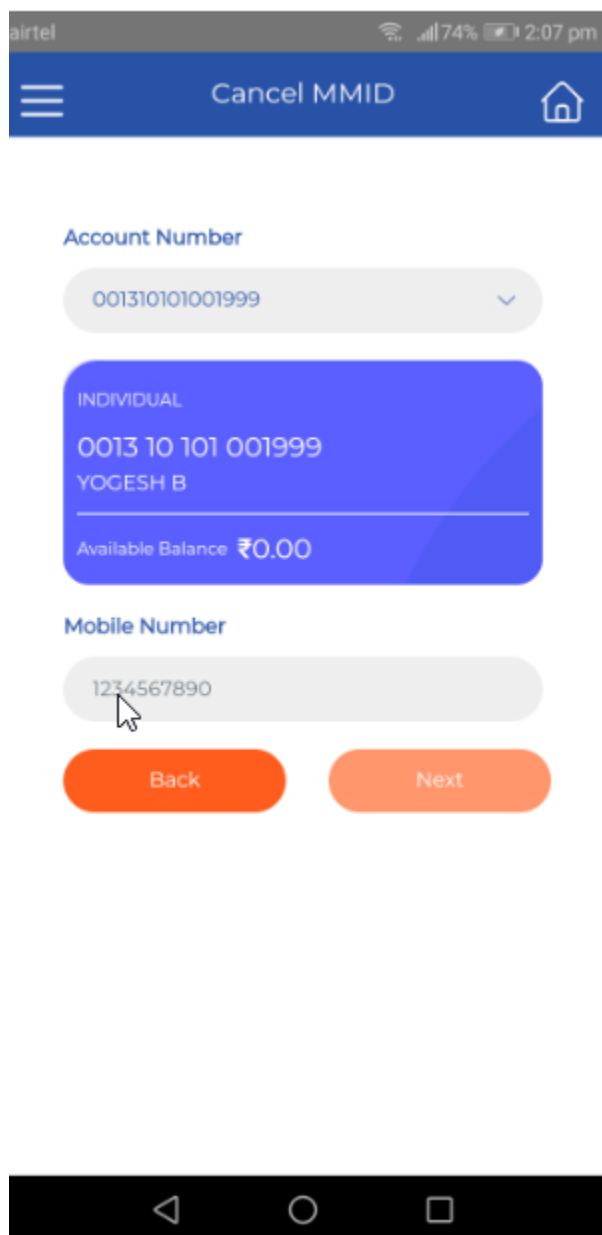 airtel 74% 2:07 pm
Cancel MMID
Account Number
001310101001999
INDIVIDUAL
0013 10 101 001999
YOGESH B
Available Balance ₹0.00
Mobile Number
1234567890
Back Next